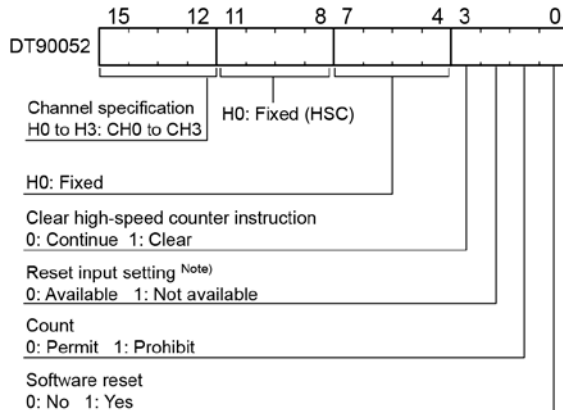 15 12 11 8 7 4 3 0
DT90052
Channel specification
H0 to H3: CH0 to CH3
H0: Fixed (HSC)
H0: Fixed
Clear high-speed counter instruction
0: Continue 1: Clear
Reset input setting Note)
0: Available 1: Not available
Count
0: Permit 1: Prohibit
Software reset
0: No 1: Yes